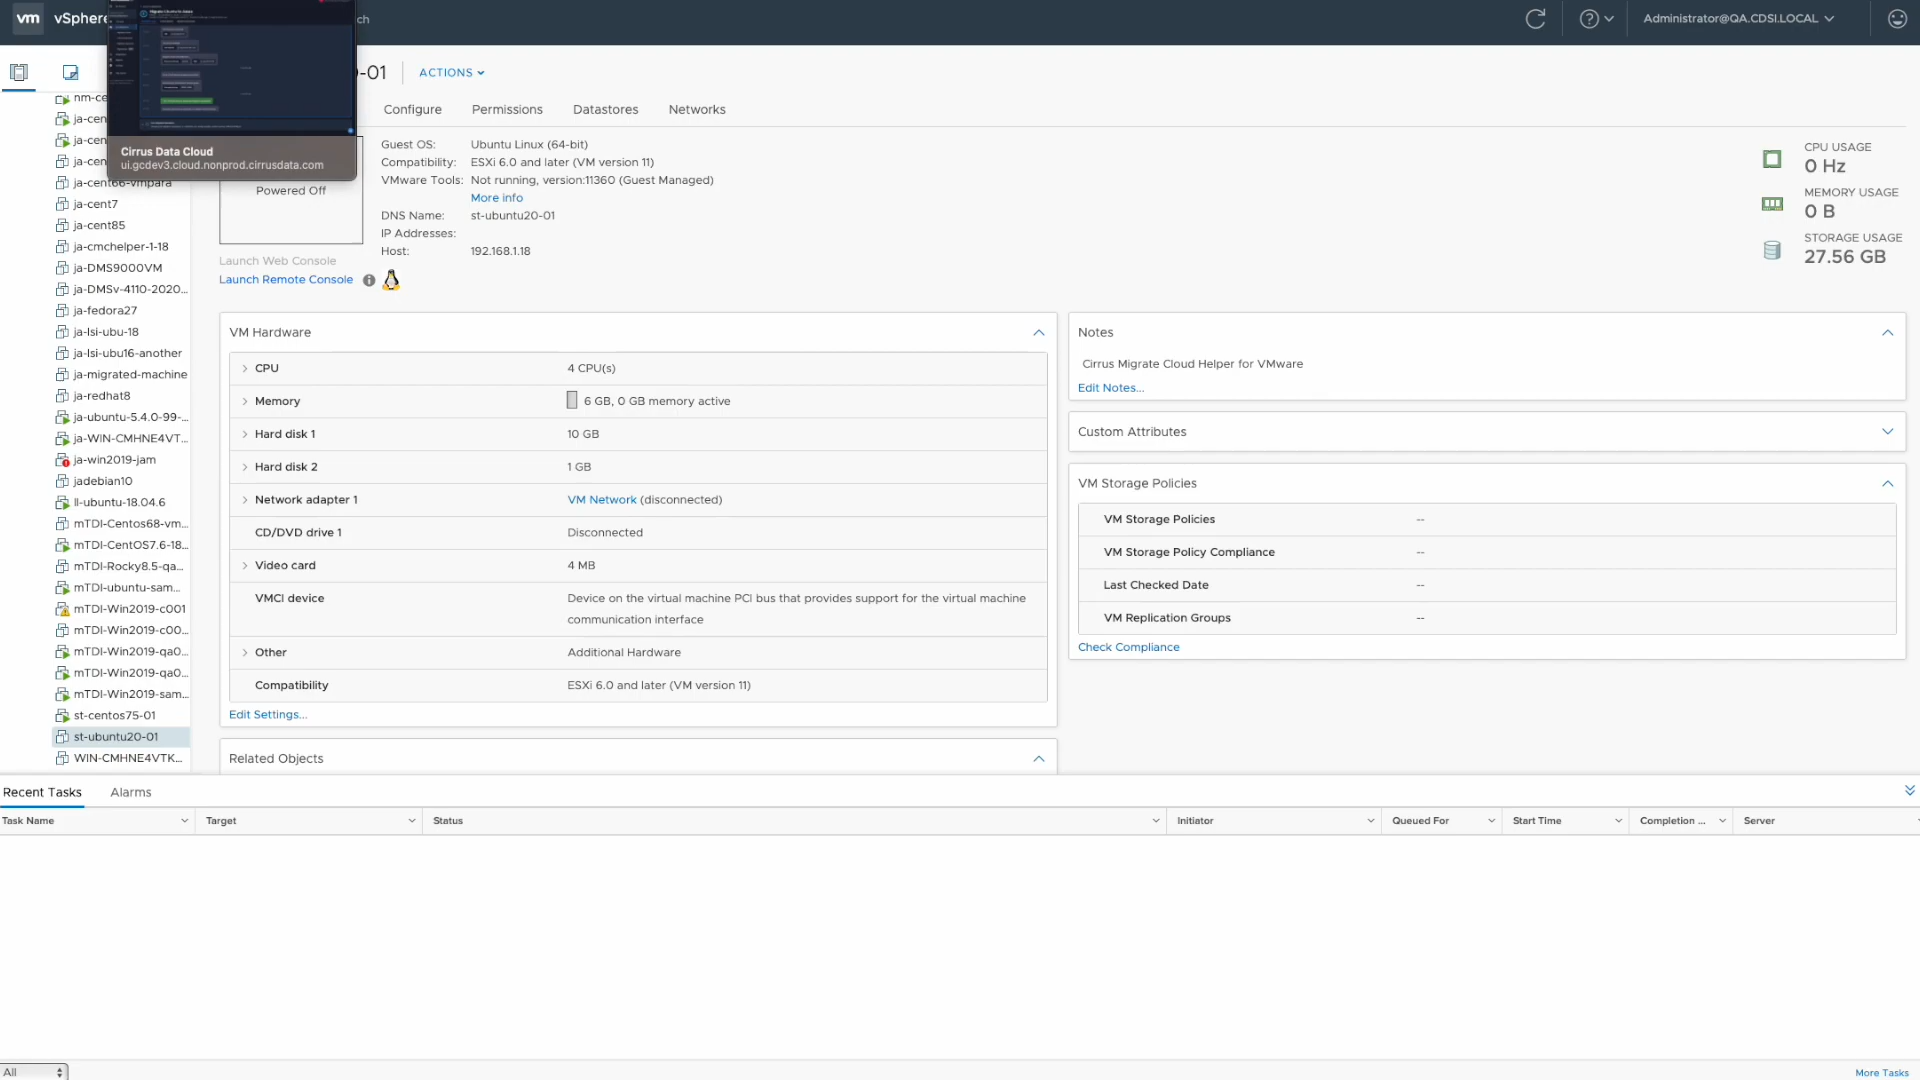 vm vSphere
ch
Administrator@QA.CDSI.LOCAL
-01
ACTIONS
Configure Permissions Datastores Networks
Cirrus Data Cloud
ui.gcdev3.cloud.nonprod.cirrusdata.com
nm-ce
ja-cen
ja-cen
ja-cen
ja-cent66-vmpara
ja-cent7
ja-cent85
ja-cmchelper-1-18
ja-DMS9000VM
ja-DMSv-4110-2020...
ja-fedora27
ja-lsi-ubu-18
ja-lsi-ubu16-another
ja-migrated-machine
ja-redhat8
ja-ubuntu-5.4.0-99-...
ja-WIN-CMHNE4VT...
ja-win2019-jam
jadebian10
ll-ubuntu-18.04.6
mTDI-Centos68-vm...
mTDI-CentOS7.6-18...
mTDI-Rocky8.5-qa...
mTDI-ubuntu-sam...
mTDI-Win2019-c001
mTDI-Win2019-c00...
mTDI-Win2019-qa0...
mTDI-Win2019-qa0...
mTDI-Win2019-sam...
st-centos75-01
st-ubuntu20-01
WIN-CMHNE4VTK...
Powered Off
Launch Web Console
Launch Remote Console
Guest OS: Ubuntu Linux (64-bit)
Compatibility: ESXi 6.0 and later (VM version 11)
VMware Tools: Not running, version:11360 (Guest Managed)
More info
DNS Name: st-ubuntu20-01
IP Addresses:
Host: 192.168.1.18
CPU USAGE
0 Hz
MEMORY USAGE
0 B
STORAGE USAGE
27.56 GB
VM Hardware
CPU 4 CPU(s)
Memory 6 GB, 0 GB memory active
Hard disk 1 10 GB
Hard disk 2 1 GB
Network adapter 1 VM Network (disconnected)
CD/DVD drive 1 Disconnected
Video card 4 MB
VMCI device Device on the virtual machine PCI bus that provides support for the virtual machine
communication interface
Other Additional Hardware
Compatibility ESXi 6.0 and later (VM version 11)
Edit Settings...
Related Objects
Notes
Cirrus Migrate Cloud Helper for VMware
Edit Notes...
Custom Attributes
VM Storage Policies
VM Storage Policies --
VM Storage Policy Compliance --
Last Checked Date --
VM Replication Groups --
Check Compliance
Recent Tasks Alarms
Task Name Target Status Initiator Queued For Start Time Completion ... Server
All
More Tasks